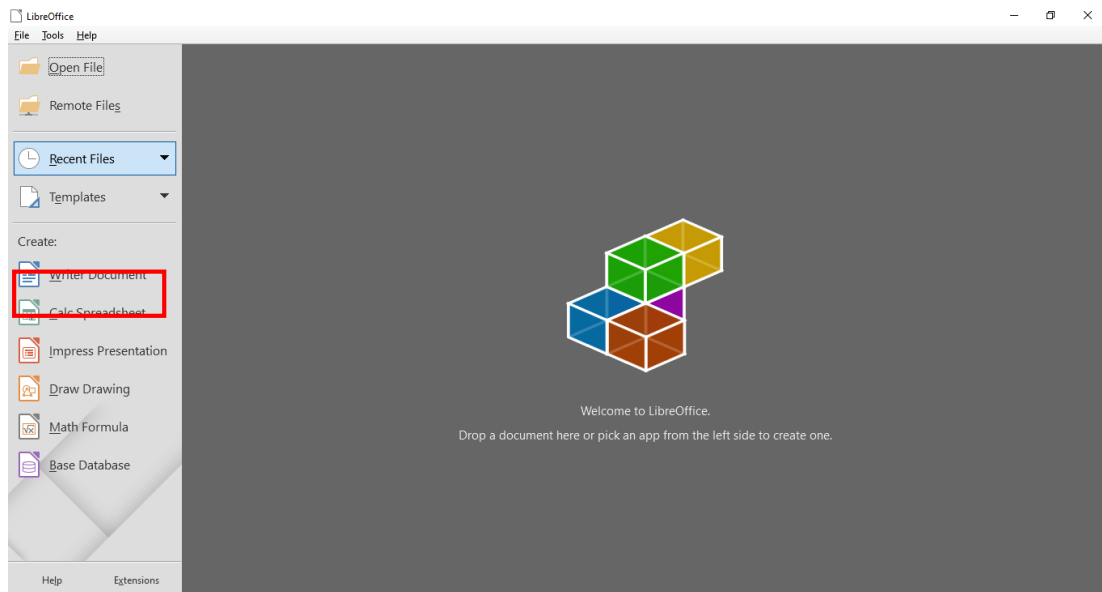 LibreOffice
File Tools Help
Open File
Remote Files
Recent Files
Templates
Create:
Writer Document
Calc Spreadsheet
Impress Presentation
Draw Drawing
Math Formula
Base Database
Welcome to LibreOffice.
Drop a document here or pick an app from the left side to create one.
Help Extensions